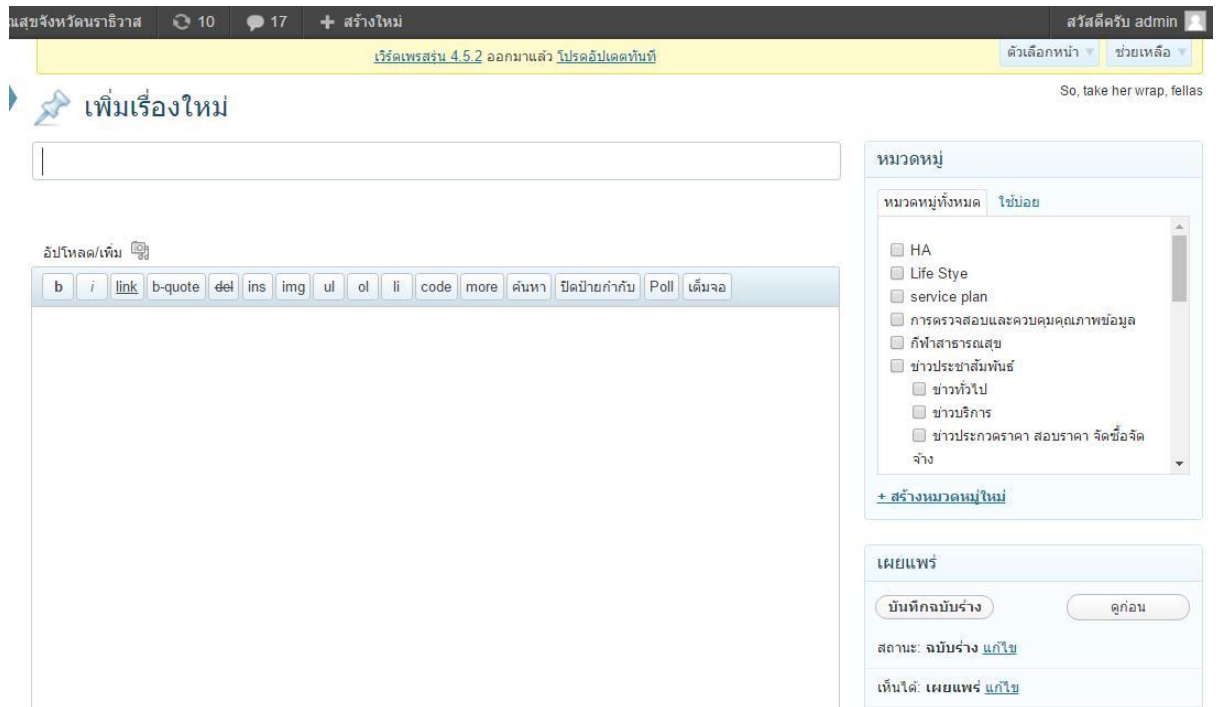 ณสุขจังหวัดนราธิวาส 10 17 + สร้างใหม่ สวัสดีครับ admin
เวิร์ดเพรสรุ่น 4.5.2 ออกมาแล้ว โปรดอัปเดตทันที ตัวเลือกหน้า ช่วยเหลือ
So, take her wrap, fellas
เพิ่มเรื่องใหม่
อัปโหลด/เพิ่ม
b i link b-quote del ins img ul ol li code more ค้นหา ปิดป้ายกำกับ Poll เต็มจอ
หมวดหมู่
หมวดหมู่ทั้งหมด ใช้บ่อย
HA
Life Stye
service plan
การตรวจสอบและควบคุมคุณภาพข้อมูล
กีฬาสาธารณสุข
ข่าวประชาสัมพันธ์
ข่าวทั่วไป
ข่าวบริการ
ข่าวประกวดราคา สอบราคา จัดซื้อจัด
จ้าง
+ สร้างหมวดหมู่ใหม่
เผยแพร่
บันทึกฉบับร่าง ดูก่อน
สถานะ: ฉบับร่าง แก้ไข
เห็นได้: เผยแพร่ แก้ไข